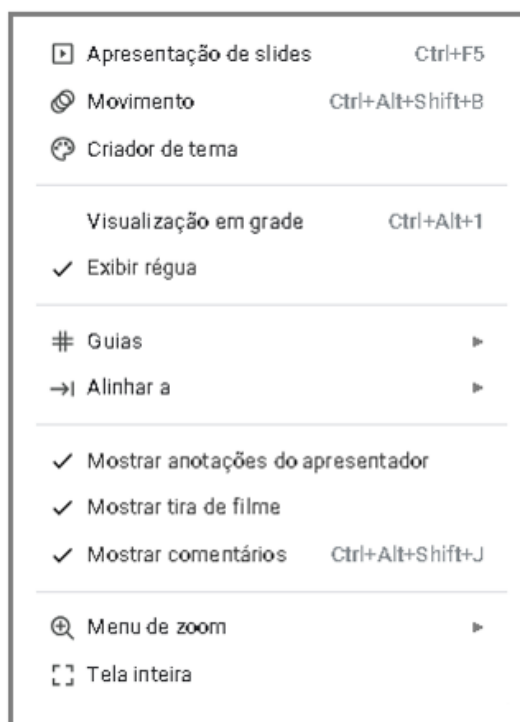 Apresentação de slides Ctrl+F5
Movimento Ctrl+Alt+Shift+B
Criador de tema
Visualização em grade Ctrl+Alt+1
Exibir régua
Guias
Alinhar a
Mostrar anotações do apresentador
Mostrar tira de filme
Mostrar comentários Ctrl+Alt+Shift+J
Menu de zoom
Tela inteira